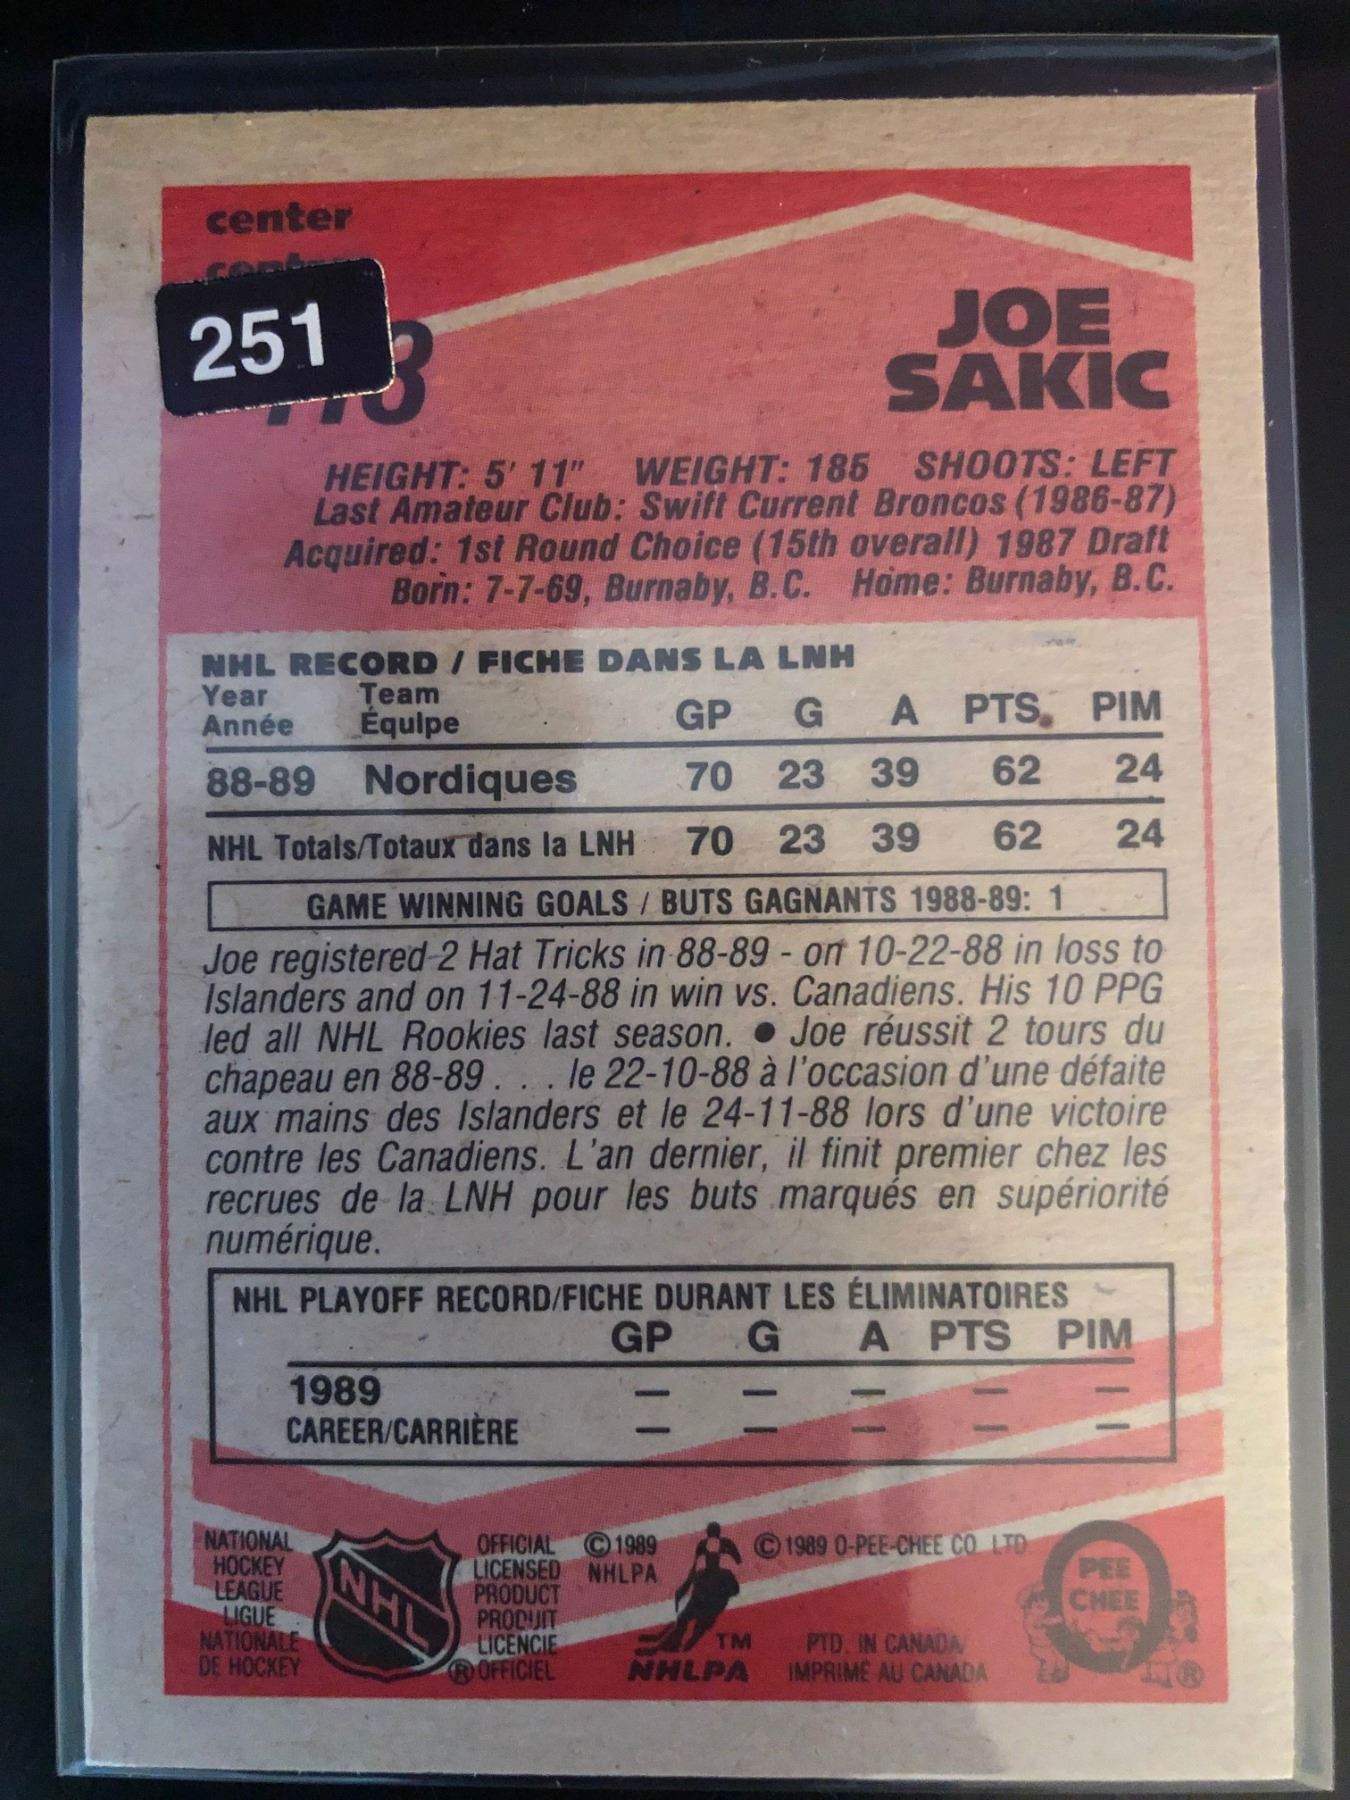 center
251
JOE
SAKIC
HEIGHT: 5' 11" WEIGHT: 185 SHOOTS: LEFT
Last Amateur Club: Swift Current Broncos (1986-87)
Acquired: 1st Round Choice (15th overall) 1987 Draft
Born: 7-7-69, Burnaby, B.C. Home: Burnaby, B.C.
NHL RECORD / FICHE DANS LA LNH
Year Team
Année Équipe GP G A PTS. PIM
88-89 Nordiques 70 23 39 62 24
NHL Totals/Totaux dans la LNH 70 23 39 62 24
GAME WINNING GOALS / BUTS GAGNANTS 1988-89: 1
Joe registered 2 Hat Tricks in 88-89 - on 10-22-88 in loss to
Islanders and on 11-24-88 in win vs. Canadiens. His 10 PPG
led all NHL Rookies last season. ● Joe réussit 2 tours du
chapeau en 88-89 . . . le 22-10-88 à l'occasion d'une défaite
aux mains des Islanders et le 24-11-88 lors d'une victoire
contre les Canadiens. L'an dernier, il finit premier chez les
recrues de la LNH pour les buts marqués en supériorité
numérique.
NHL PLAYOFF RECORD/FICHE DURANT LES ÉLIMINATOIRES
GP G A PTS PIM
1989 — — — — —
CAREER/CARRIÈRE — — — — —
NATIONAL
HOCKEY
LEAGUE
LIGUE
NATIONALE
DE HOCKEY
NHL
OFFICIAL
LICENSED
PRODUCT
PRODUIT
LICENCIE
® OFFICIEL
© 1989
NHLPA
TM
NHLPA
© 1989 O-PEE-CHEE CO. LTD.
PTD. IN CANADA
IMPRIMÉ AU CANADA
O
PEE
CHEE
®